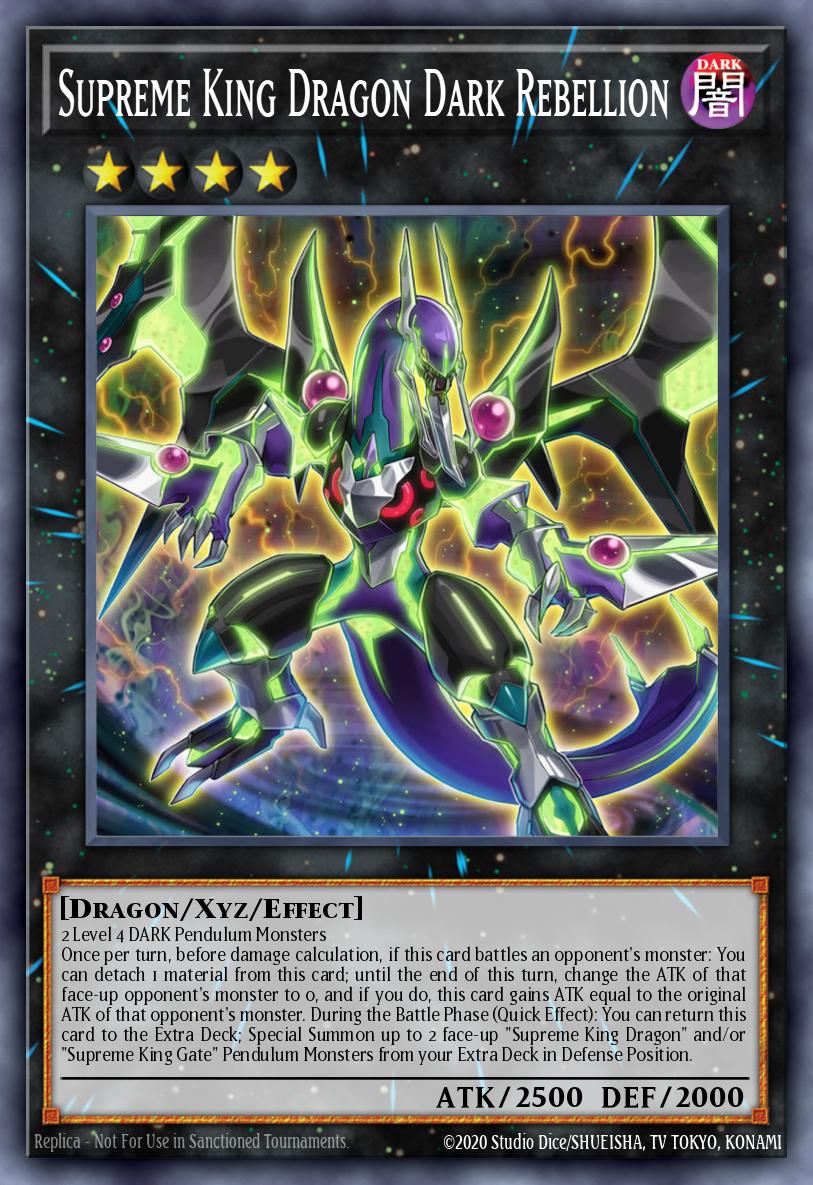 Supreme King Dragon Dark Rebellion
DARK
闇
[Dragon/Xyz/Effect]
2 Level 4 DARK Pendulum Monsters
Once per turn, before damage calculation, if this card battles an opponent's monster: You
can detach 1 material from this card; until the end of this turn, change the ATK of that
face-up opponent's monster to 0, and if you do, this card gains ATK equal to the original
ATK of that opponent's monster. During the Battle Phase (Quick Effect): You can return this
card to the Extra Deck; Special Summon up to 2 face-up "Supreme King Dragon" and/or
"Supreme King Gate" Pendulum Monsters from your Extra Deck in Defense Position.
ATK/2500 DEF/2000
Replica - Not For Use in Sanctioned Tournaments.
©2020 Studio Dice/SHUEISHA, TV TOKYO, KONAMI